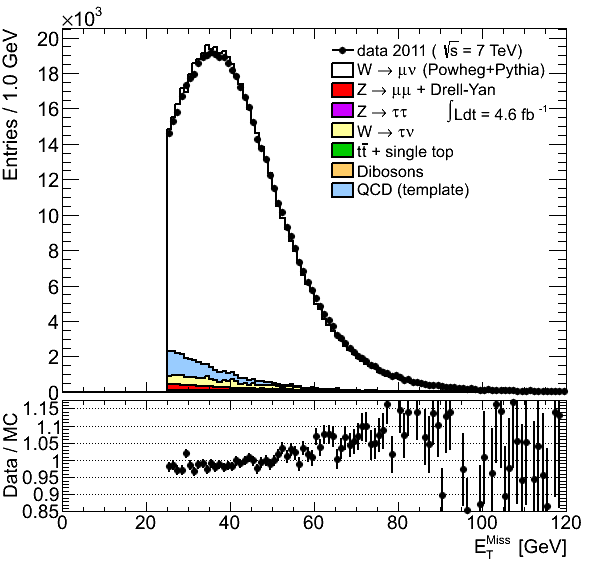 ×10³
Entries / 1.0 GeV
20
18
16
14
12
10
8
6
4
2
0
data 2011 ( √s = 7 TeV)
W → μν (Powheg+Pythia)
Z → μμ + Drell-Yan
Z → ττ
∫Ldt = 4.6 fb⁻¹
W → τν
tt̄ + single top
Dibosons
QCD (template)
Data / MC
1.15
1.1
1.05
1
0.95
0.9
0.85
0 20 40 60 80 100 120
E_T^Miss [GeV]